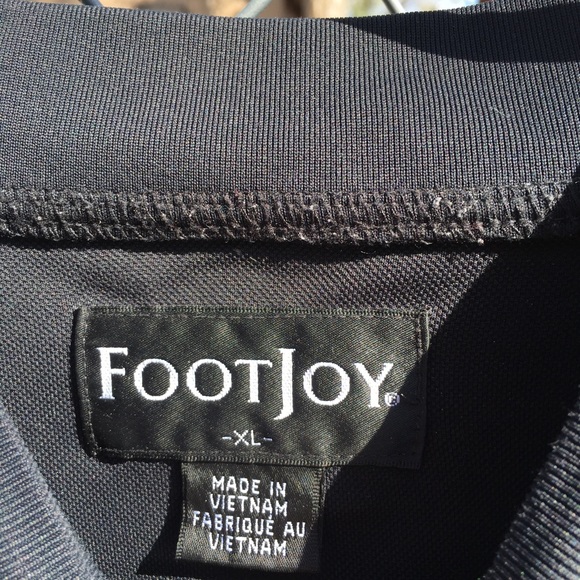 FOOTJOY®
-XL-
MADE IN
VIETNAM
FABRIQUÉ AU
VIETNAM